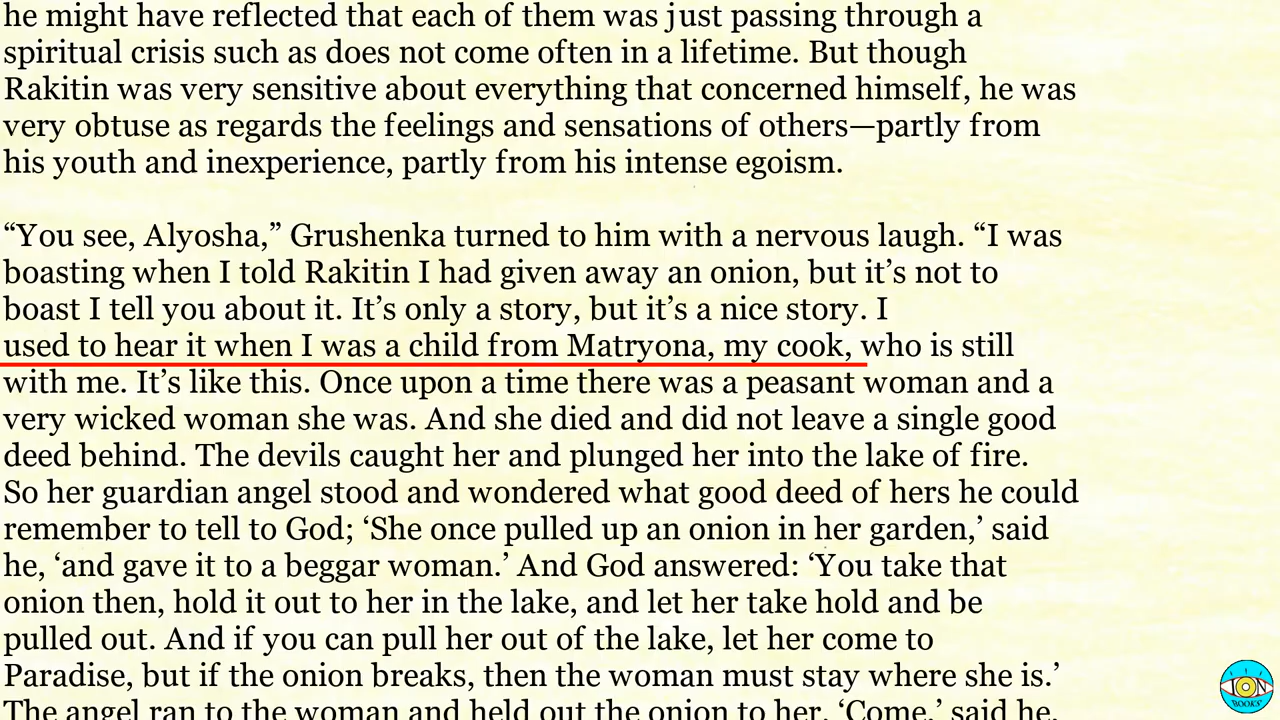 he might have reflected that each of them was just passing through a
spiritual crisis such as does not come often in a lifetime. But though
Rakitin was very sensitive about everything that concerned himself, he was
very obtuse as regards the feelings and sensations of others—partly from
his youth and inexperience, partly from his intense egoism.
“You see, Alyosha,” Grushenka turned to him with a nervous laugh. “I was
boasting when I told Rakitin I had given away an onion, but it’s not to
boast I tell you about it. It’s only a story, but it’s a nice story. I
used to hear it when I was a child from Matryona, my cook, who is still
with me. It’s like this. Once upon a time there was a peasant woman and a
very wicked woman she was. And she died and did not leave a single good
deed behind. The devils caught her and plunged her into the lake of fire.
So her guardian angel stood and wondered what good deed of hers he could
remember to tell to God; ‘She once pulled up an onion in her garden,’ said
he, ‘and gave it to a beggar woman.’ And God answered: ‘You take that
onion then, hold it out to her in the lake, and let her take hold and be
pulled out. And if you can pull her out of the lake, let her come to
Paradise, but if the onion breaks, then the woman must stay where she is.’
The angel ran to the woman and held out the onion to her. ‘Come,’ said he,
ION
BOOKS